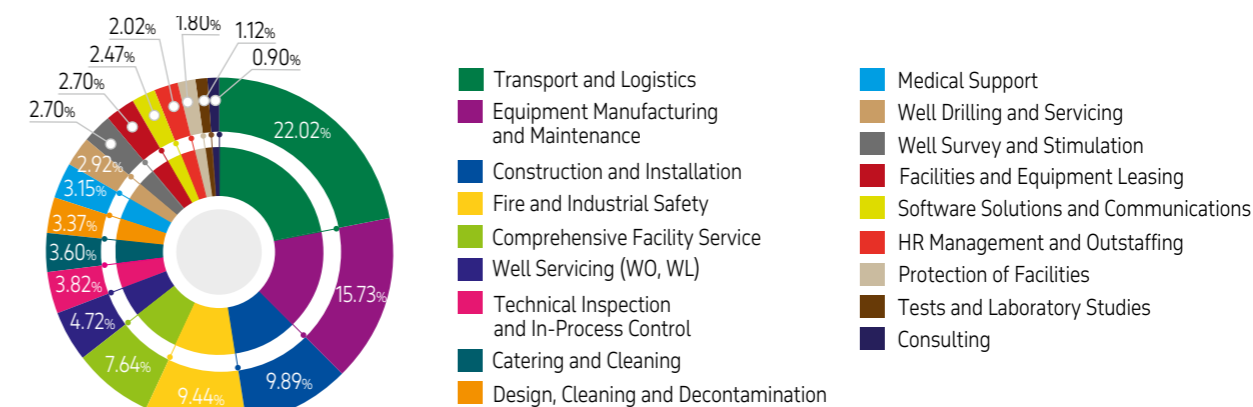 2.02%
1.80%
1.12%
2.47%
0.90%
2.70%
2.70%
22.02%
2.92%
3.15%
3.37%
3.60%
3.82%
4.72%
7.64%
9.44%
9.89%
15.73%
Transport and Logistics
Equipment Manufacturing
and Maintenance
Construction and Installation
Fire and Industrial Safety
Comprehensive Facility Service
Well Servicing (WO, WL)
Technical Inspection
and In-Process Control
Catering and Cleaning
Design, Cleaning and Decontamination
Medical Support
Well Drilling and Servicing
Well Survey and Stimulation
Facilities and Equipment Leasing
Software Solutions and Communications
HR Management and Outstaffing
Protection of Facilities
Tests and Laboratory Studies
Consulting